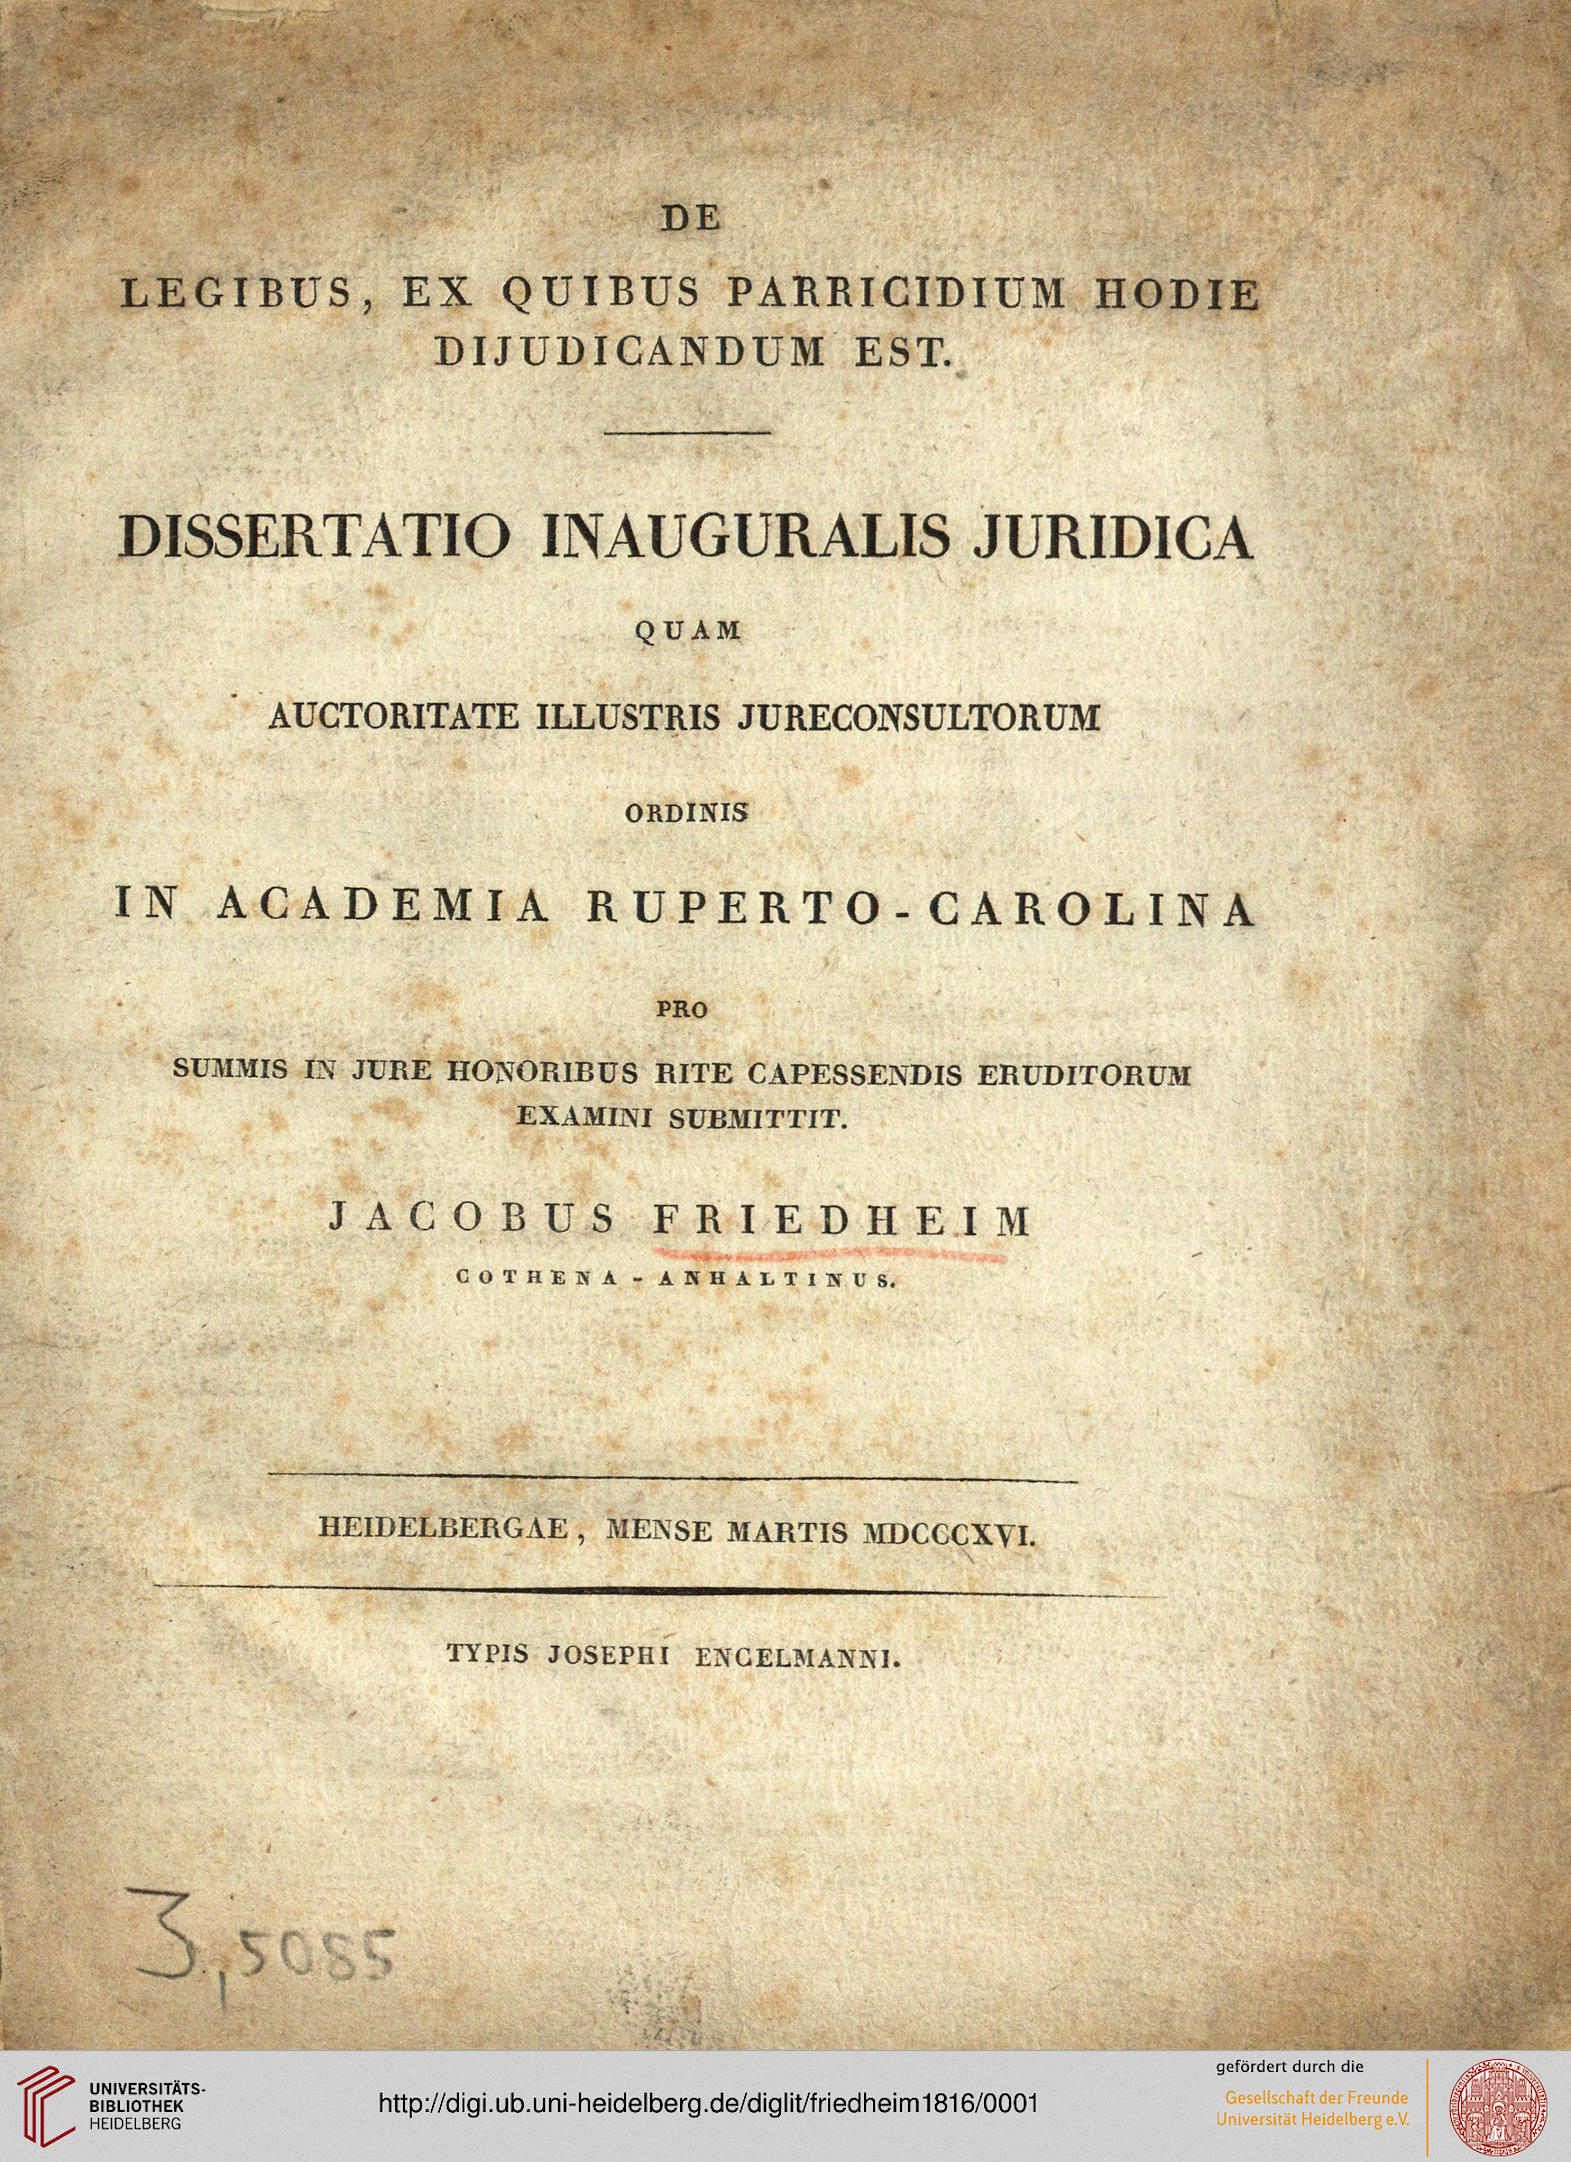 DE
LEGIBUS, EX QUIBUS PARRICIDIUM HODIE
DIJUDICANDUM EST.
DISSERTATIO INAUGURALIS JURIDICA
QUAM
AUCTORITATE ILLUSTRIS JURECONSULTORUM
ORDINIS
IN ACADEMIA RUPERTO-CAROLINA
PRO
SUMMIS IN JURE HONORIBUS RITE CAPESSENDIS ERUDITORUM
EXAMINI SUBMITTIT.
JACOBUS FRIEDHEIM
COTHENA-ANHALTINUS.
HEIDELBERGAE, MENSE MARTIS MDCCCXVI.
TYPIS JOSEPHI ENGELMANNI.
3,5085
UNIVERSITÄTS-
BIBLIOTHEK
HEIDELBERG
http://digi.ub.uni-heidelberg.de/diglit/friedheim1816/0001
gefördert durch die
Gesellschaft der Freunde
Universität Heidelberg e.V.